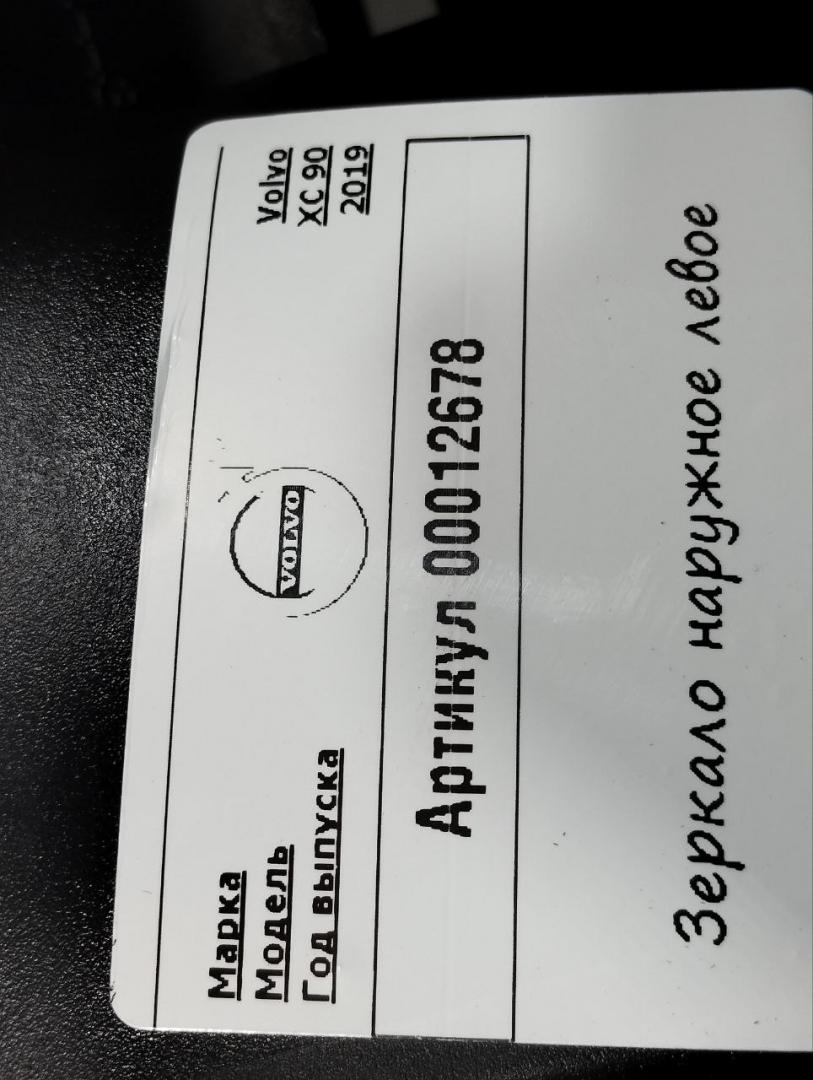 Марка Volvo
Модель XC 90
Год выпуска 2019
VOLVO
Артикул 00012678
Зеркало наружное левое